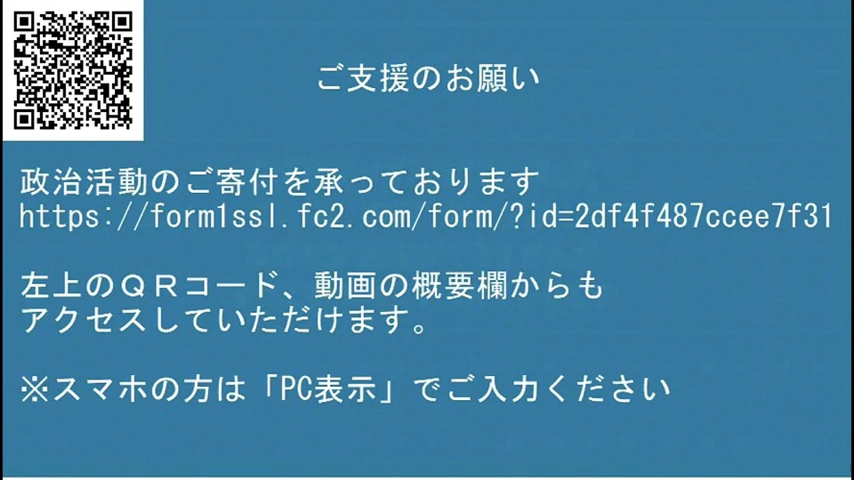 ご支援のお願い
政治活動のご寄付を承っております
https://form1ssl.fc2.com/form/?id=2df4f487ccee7f31
左上のＱＲコード、動画の概要欄からも
アクセスしていただけます。
※スマホの方は「PC表示」でご入力ください